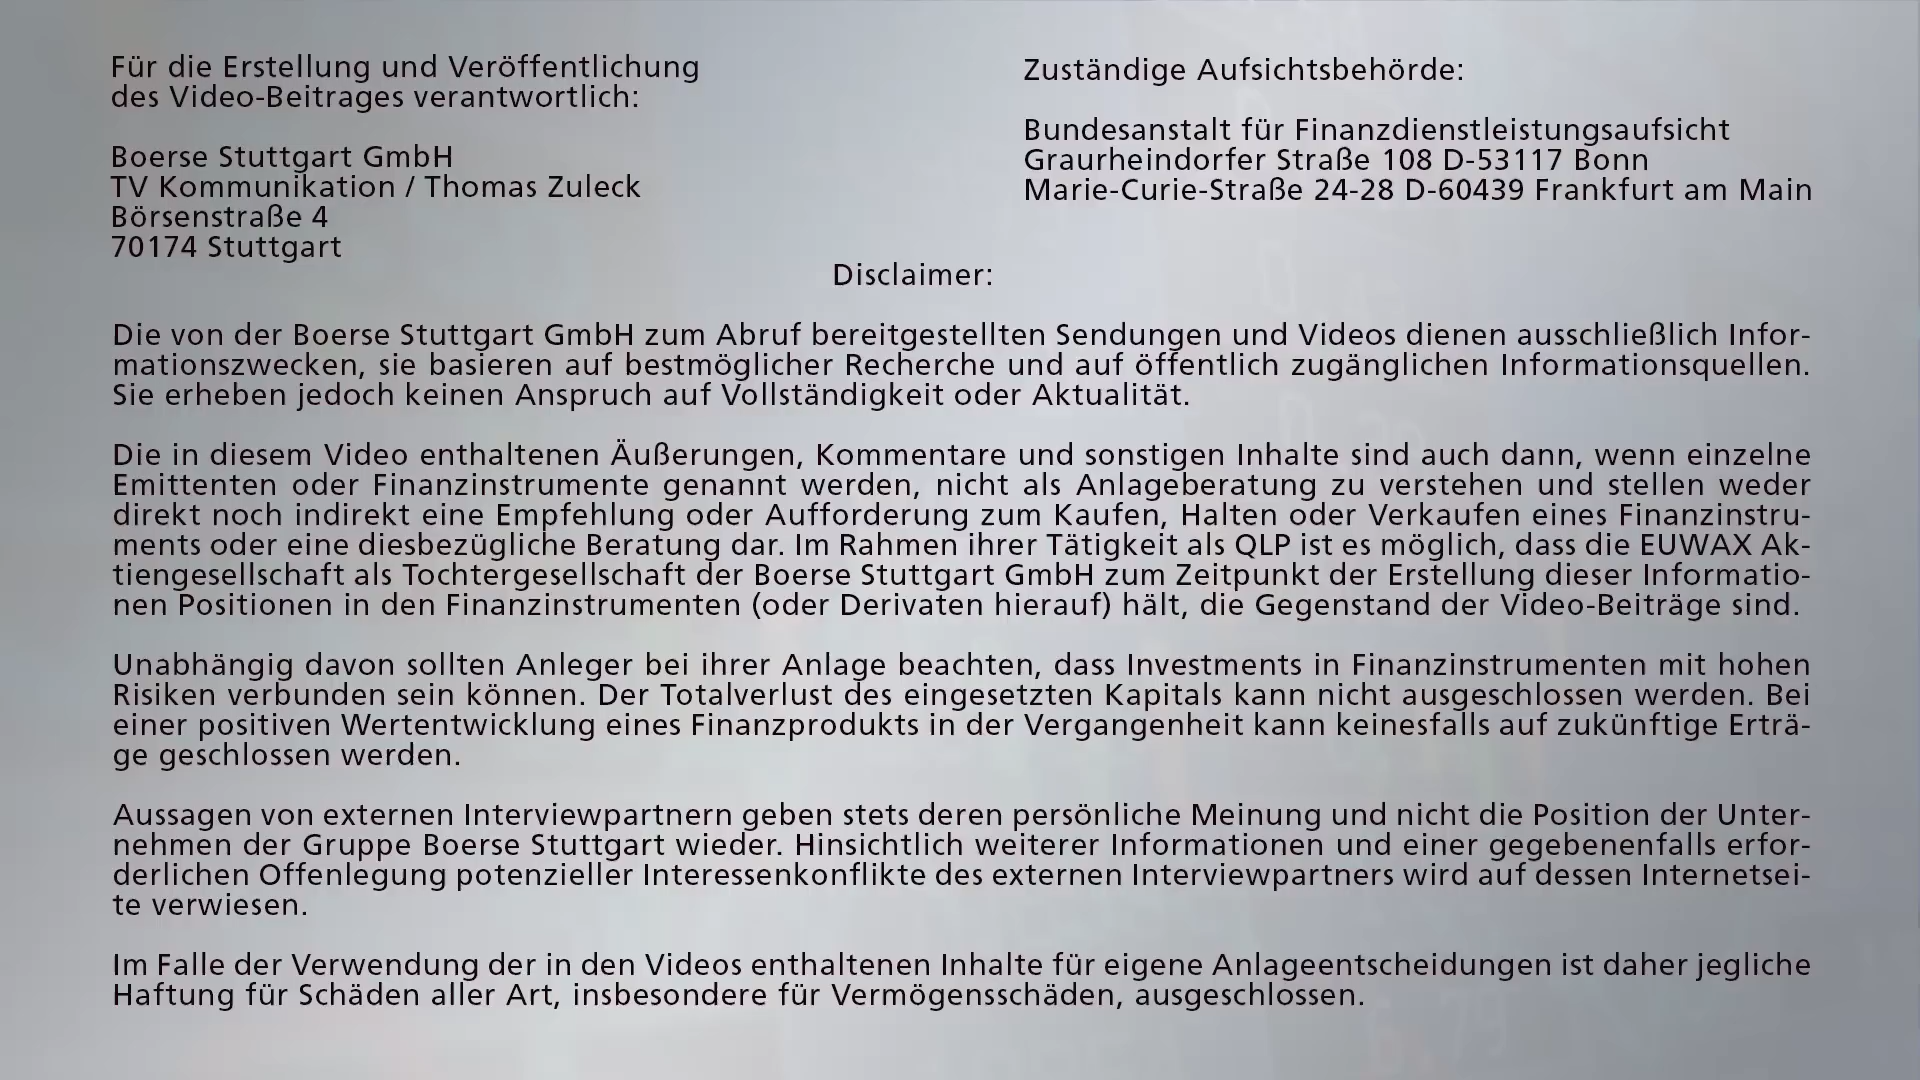 Für die Erstellung und Veröffentlichung
des Video-Beitrages verantwortlich:
Boerse Stuttgart GmbH
TV Kommunikation / Thomas Zuleck
Börsenstraße 4
70174 Stuttgart
Zuständige Aufsichtsbehörde:
Bundesanstalt für Finanzdienstleistungsaufsicht
Graurheindorfer Straße 108 D-53117 Bonn
Marie-Curie-Straße 24-28 D-60439 Frankfurt am Main
Disclaimer:
Die von der Boerse Stuttgart GmbH zum Abruf bereitgestellten Sendungen und Videos dienen ausschließlich Infor-
mationszwecken, sie basieren auf bestmöglicher Recherche und auf öffentlich zugänglichen Informationsquellen.
Sie erheben jedoch keinen Anspruch auf Vollständigkeit oder Aktualität.
Die in diesem Video enthaltenen Äußerungen, Kommentare und sonstigen Inhalte sind auch dann, wenn einzelne
Emittenten oder Finanzinstrumente genannt werden, nicht als Anlageberatung zu verstehen und stellen weder
direkt noch indirekt eine Empfehlung oder Aufforderung zum Kaufen, Halten oder Verkaufen eines Finanzinstru-
ments oder eine diesbezügliche Beratung dar. Im Rahmen ihrer Tätigkeit als QLP ist es möglich, dass die EUWAX Ak-
tiengesellschaft als Tochtergesellschaft der Boerse Stuttgart GmbH zum Zeitpunkt der Erstellung dieser Informatio-
nen Positionen in den Finanzinstrumenten (oder Derivaten hierauf) hält, die Gegenstand der Video-Beiträge sind.
Unabhängig davon sollten Anleger bei ihrer Anlage beachten, dass Investments in Finanzinstrumenten mit hohen
Risiken verbunden sein können. Der Totalverlust des eingesetzten Kapitals kann nicht ausgeschlossen werden. Bei
einer positiven Wertentwicklung eines Finanzprodukts in der Vergangenheit kann keinesfalls auf zukünftige Erträ-
ge geschlossen werden.
Aussagen von externen Interviewpartnern geben stets deren persönliche Meinung und nicht die Position der Unter-
nehmen der Gruppe Boerse Stuttgart wieder. Hinsichtlich weiterer Informationen und einer gegebenenfalls erfor-
derlichen Offenlegung potenzieller Interessenkonflikte des externen Interviewpartners wird auf dessen Internetsei-
te verwiesen.
Im Falle der Verwendung der in den Videos enthaltenen Inhalte für eigene Anlageentscheidungen ist daher jegliche
Haftung für Schäden aller Art, insbesondere für Vermögensschäden, ausgeschlossen.